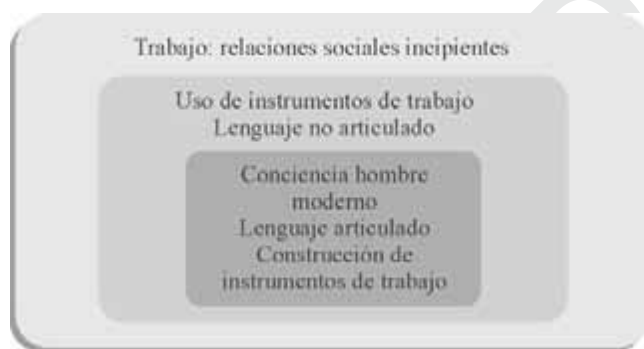 Trabajo: relaciones sociales incipientes
Uso de instrumentos de trabajo
Lenguaje no articulado
Conciencia hombre
moderno
Lenguaje articulado
Construcción de
instrumentos de trabajo